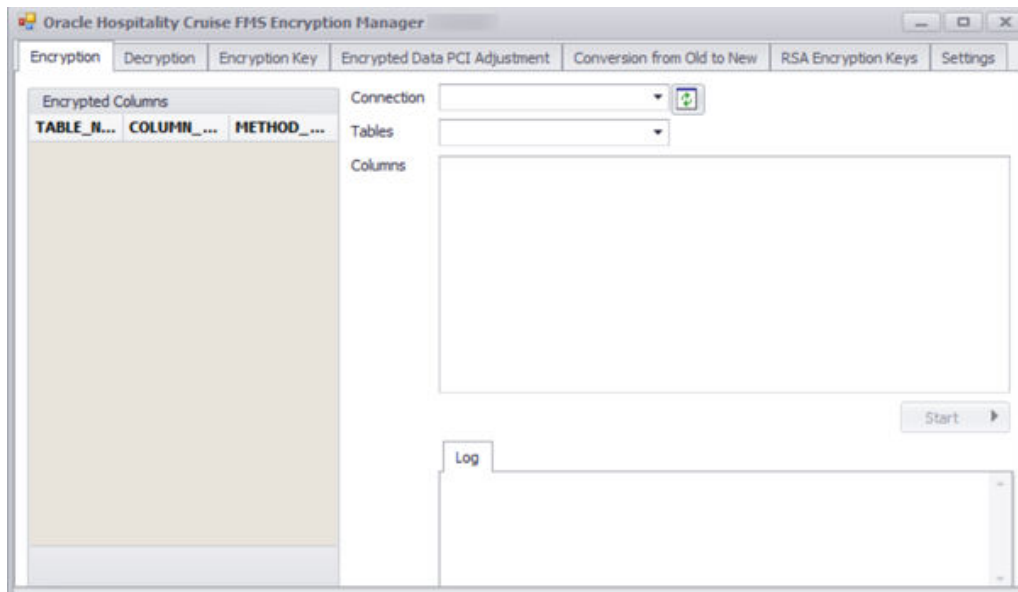 Oracle Hospitality Cruise FMS Encryption Manager
Encryption Decryption Encryption Key Encrypted Data PCI Adjustment Conversion from Old to New RSA Encryption Keys Settings
Encrypted Columns
TABLE_N... COLUMN_... METHOD_...
Connection
Tables
Columns
Start
Log